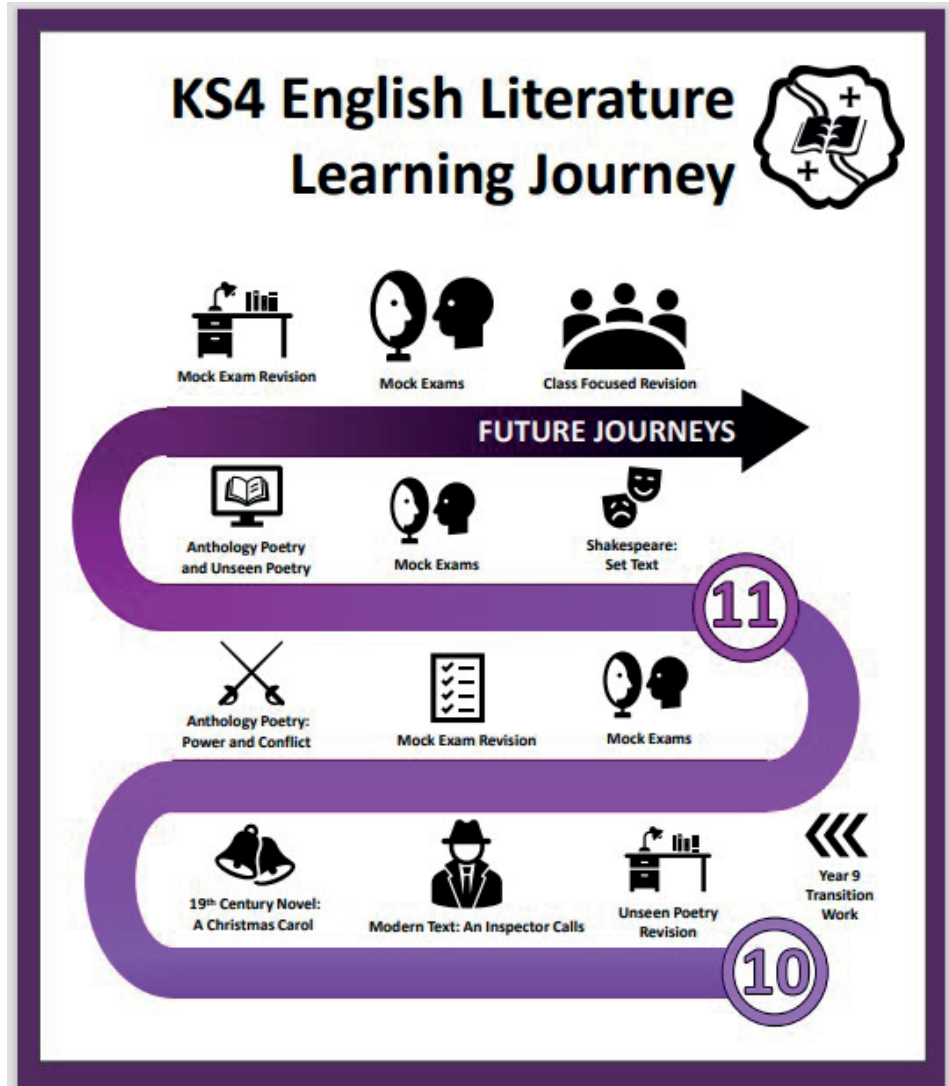 KS4 English Literature
Learning Journey
Mock Exam Revision
Mock Exams
Class Focused Revision
FUTURE JOURNEYS
Anthology Poetry
and Unseen Poetry
Mock Exams
Shakespeare:
Set Text
11
Anthology Poetry:
Power and Conflict
Mock Exam Revision
Mock Exams
19th Century Novel:
A Christmas Carol
Modern Text: An Inspector Calls
Unseen Poetry
Revision
Year 9
Transition
Work
10